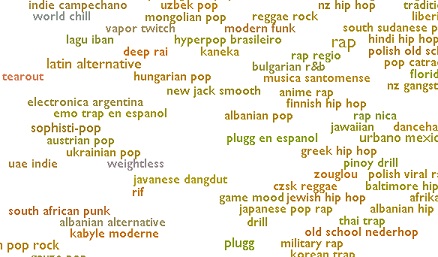 indie campechano uzbek pop nz hip hop traditi
world chill mongolian pop reggae rock liberi
vapor twitch modern funk south sudanese p
lagu iban hyperpop brasileiro rap hindi hip hop
deep rai kaneka rap regio polish old sc
latin alternative bulgarian r&b pop catra
tearout hungarian pop musica santomense florid
new jack smooth anime rap nz gangst
electronica argentina finnish hip hop
emo trap en espanol albanian pop rap nica
sophisti-pop jawaiian danceha
austrian pop plugg en espanol urbano mexi
ukrainian pop greek hip hop
uae indie weightless pinoy drill
javanese dangdut zouglou polish viral r
rif czsk reggae baltimore hip
game mood jewish hip hop afrika
south african punk japanese pop rap albanian hip
albanian alternative drill thai trap
kabyle moderne old school nederhop
n pop rock plugg military rap
korean trap